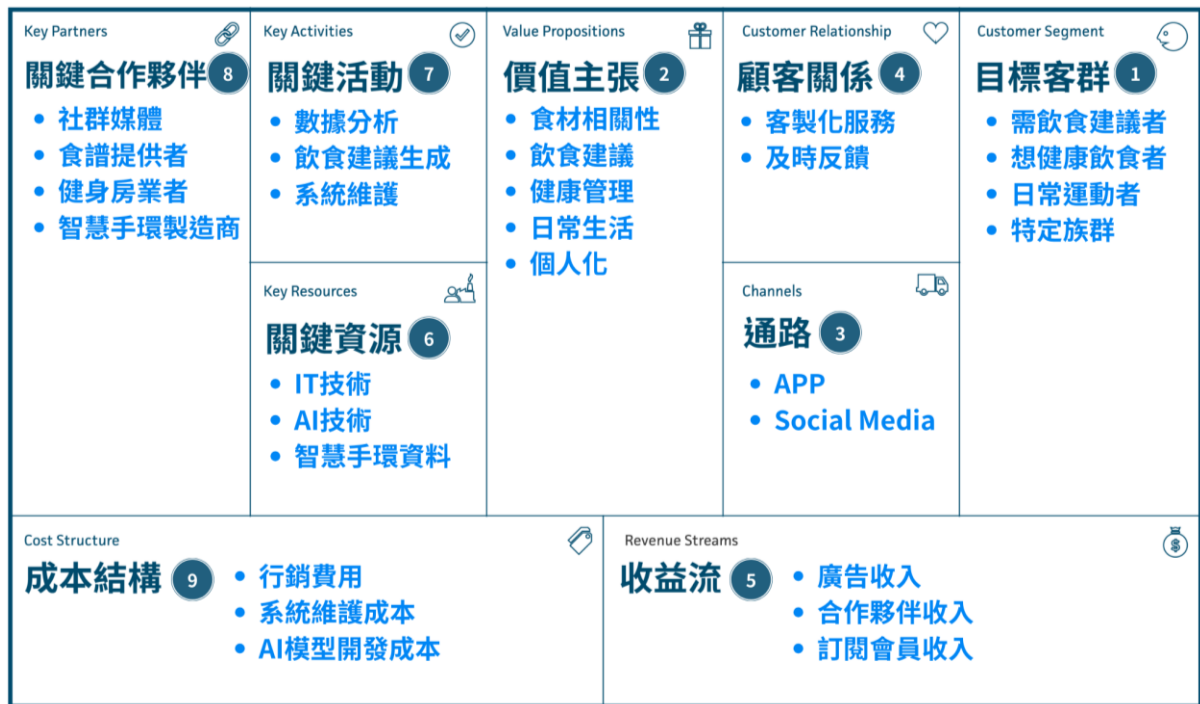 Key Partners
關鍵合作夥伴 8
• 社群媒體
• 食譜提供者
• 健身房業者
• 智慧手環製造商
Key Activities
關鍵活動 7
• 數據分析
• 飲食建議生成
• 系統維護
Key Resources
關鍵資源 6
• IT技術
• AI技術
• 智慧手環資料
Value Propositions
價值主張 2
• 食材相關性
• 飲食建議
• 健康管理
• 日常生活
• 個人化
Customer Relationship
顧客關係 4
• 客製化服務
• 及時反饋
Channels
通路 3
• APP
• Social Media
Customer Segment
目標客群 1
• 需飲食建議者
• 想健康飲食者
• 日常運動者
• 特定族群
Cost Structure
成本結構 9
• 行銷費用
• 系統維護成本
• AI模型開發成本
Revenue Streams
收益流 5
• 廣告收入
• 合作夥伴收入
• 訂閱會員收入